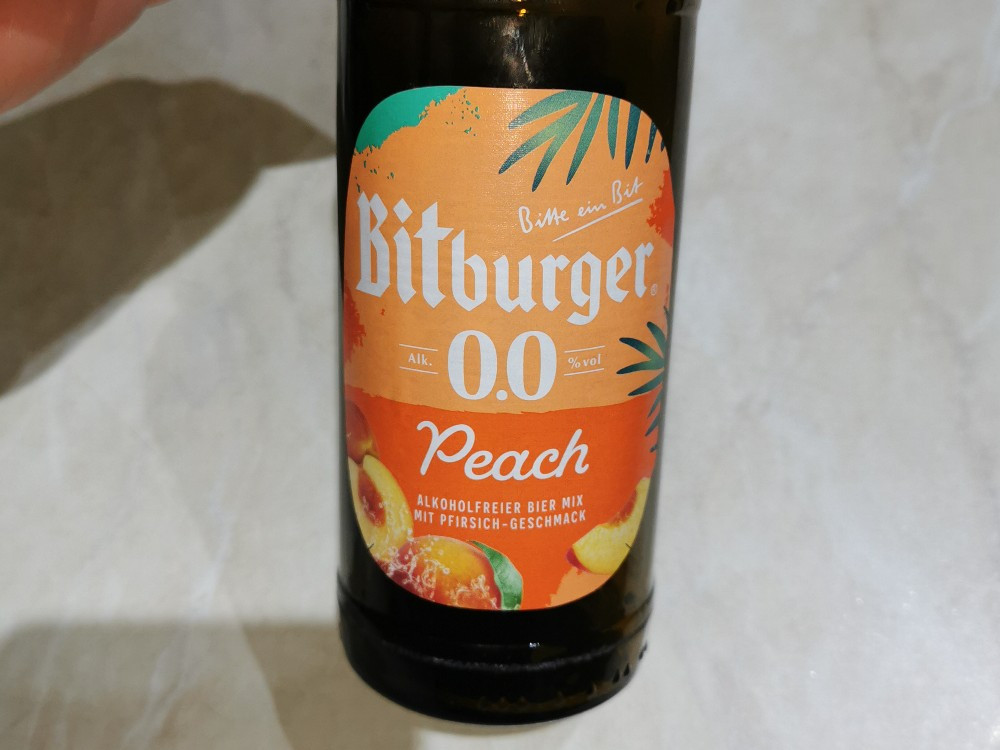 Bitte ein Bit
Bitburger®
Alk. 0.0 %vol
Peach
ALKOHOLFREIER BIER MIX
MIT PFIRSICH-GESCHMACK